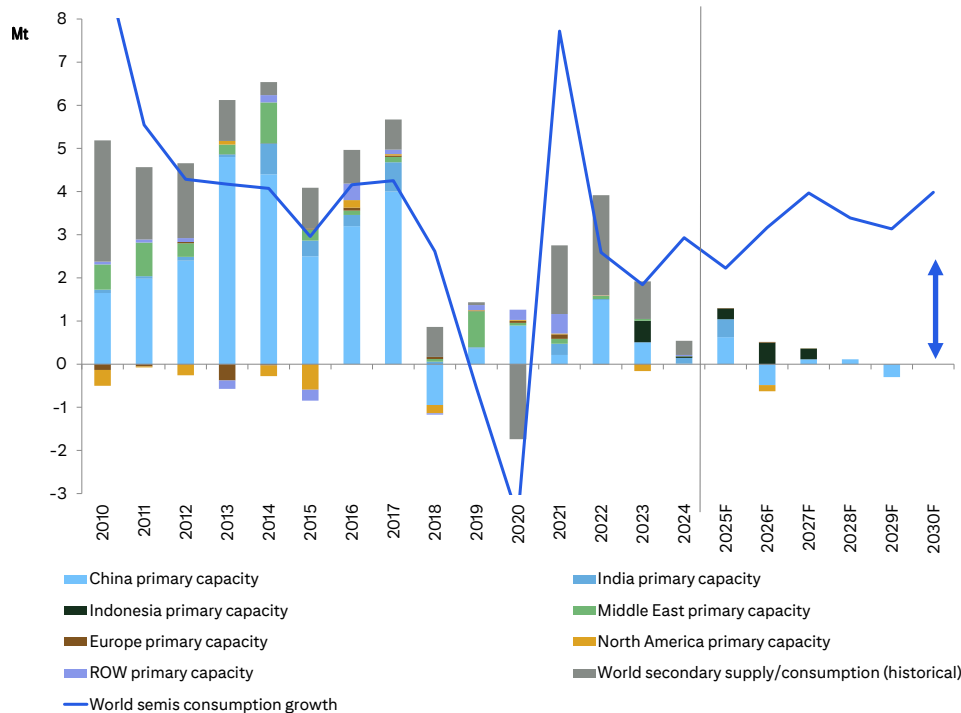 Mt
8
7
6
5
4
3
2
1
0
-1
-2
-3
2010
2011
2012
2013
2014
2015
2016
2017
2018
2019
2020
2021
2022
2023
2024
2025F
2026F
2027F
2028F
2029F
2030F
China primary capacity
India primary capacity
Indonesia primary capacity
Middle East primary capacity
Europe primary capacity
North America primary capacity
ROW primary capacity
World secondary supply/consumption (historical)
World semis consumption growth